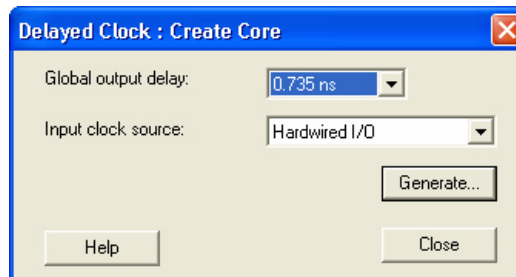 Delayed Clock : Create Core
Global output delay:
0.735 ns
Input clock source:
Hardwired I/O
Generate...
Help
Close